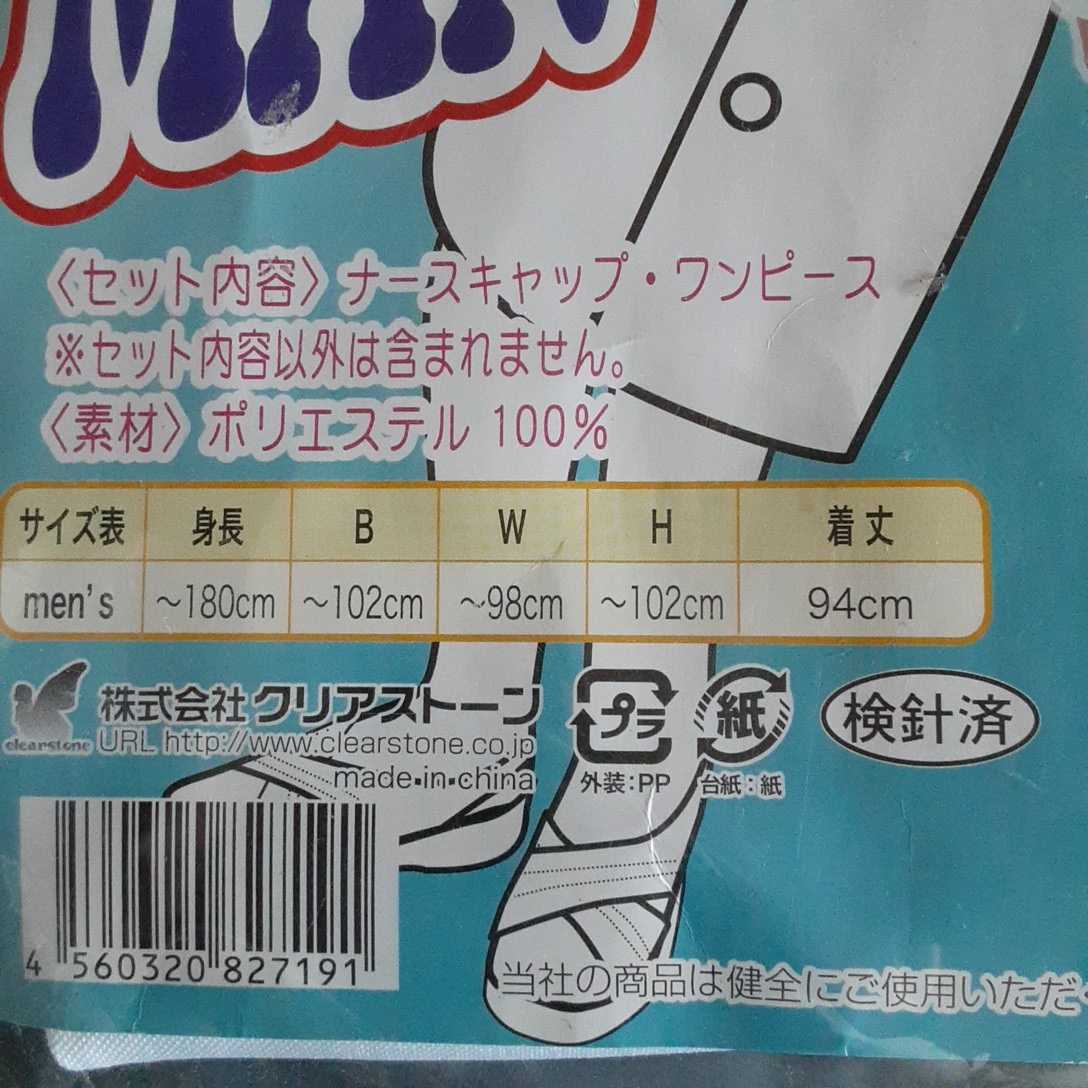 MAN
〈セット内容〉ナースキャップ・ワンピース
※セット内容以外は含まれません。
〈素材〉ポリエステル 100%
サイズ表 身長 B W H 着丈
men's ～180cm ～102cm ～98cm ～102cm 94cm
clearstone
株式会社クリアストーン
URL http://www.clearstone.co.jp
made・in・china
プラ
外装:PP
紙
台紙:紙
検針済
4 560320 827191
当社の商品は健全にご使用いただ